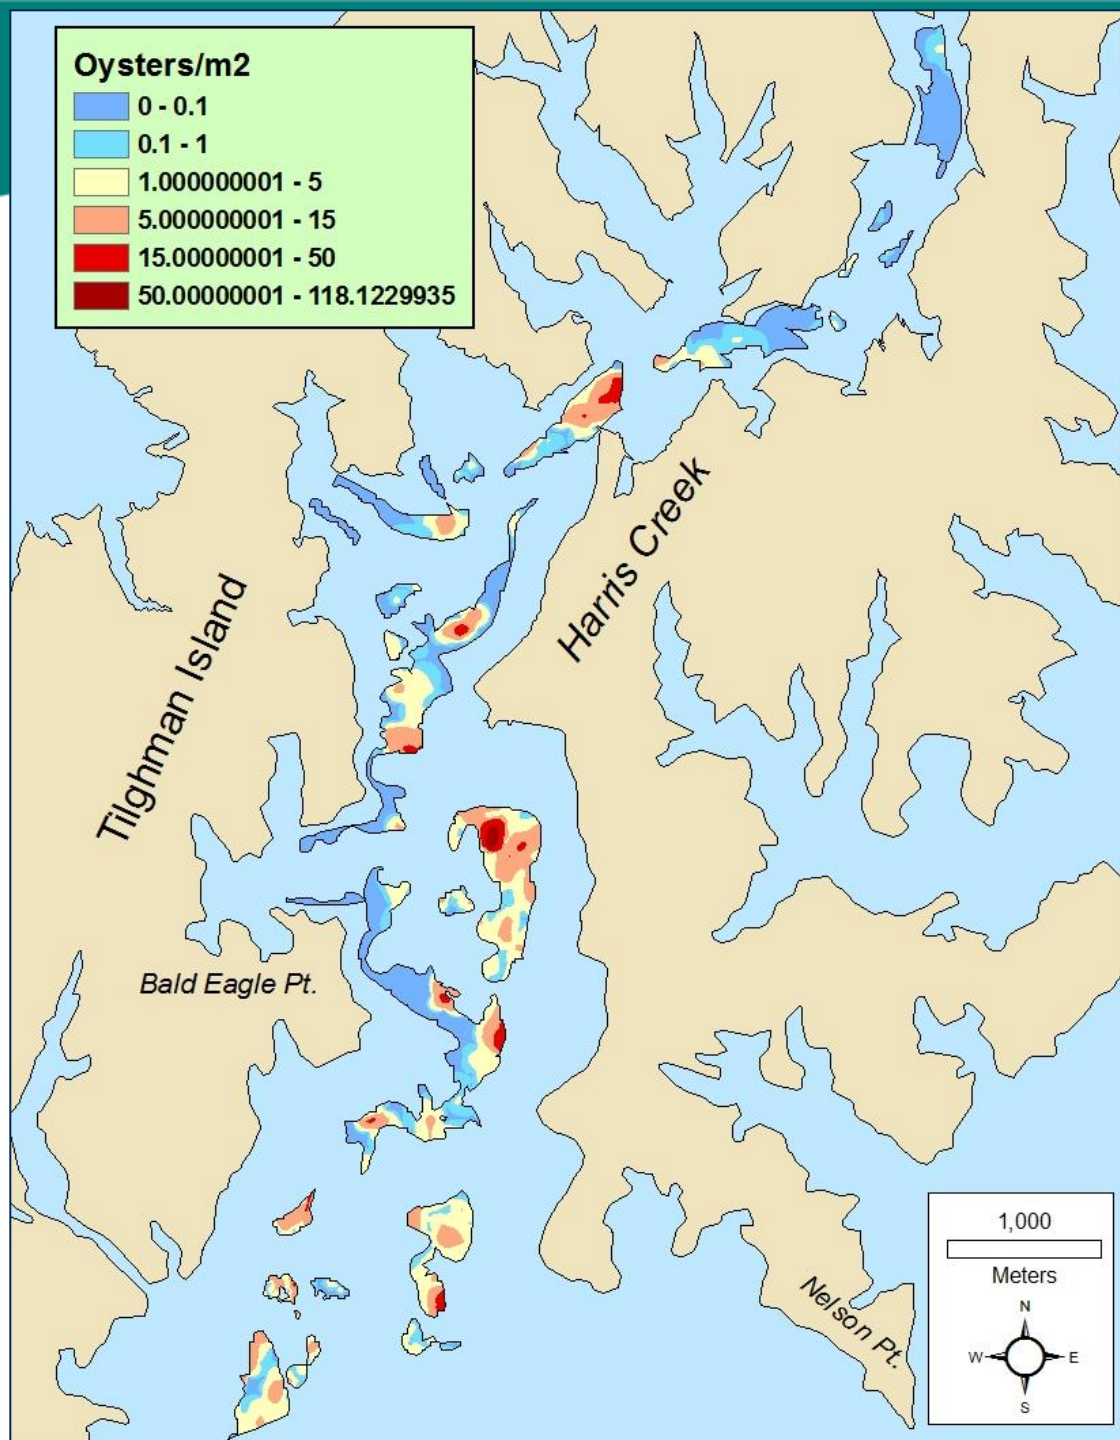 Oysters/m2
0 - 0.1
0.1 - 1
1.000000001 - 5
5.000000001 - 15
15.00000001 - 50
50.00000001 - 118.1229935
Harris Creek
Tilghman Island
Bald Eagle Pt.
Nelson Pt.
1,000
Meters
N
W E
S